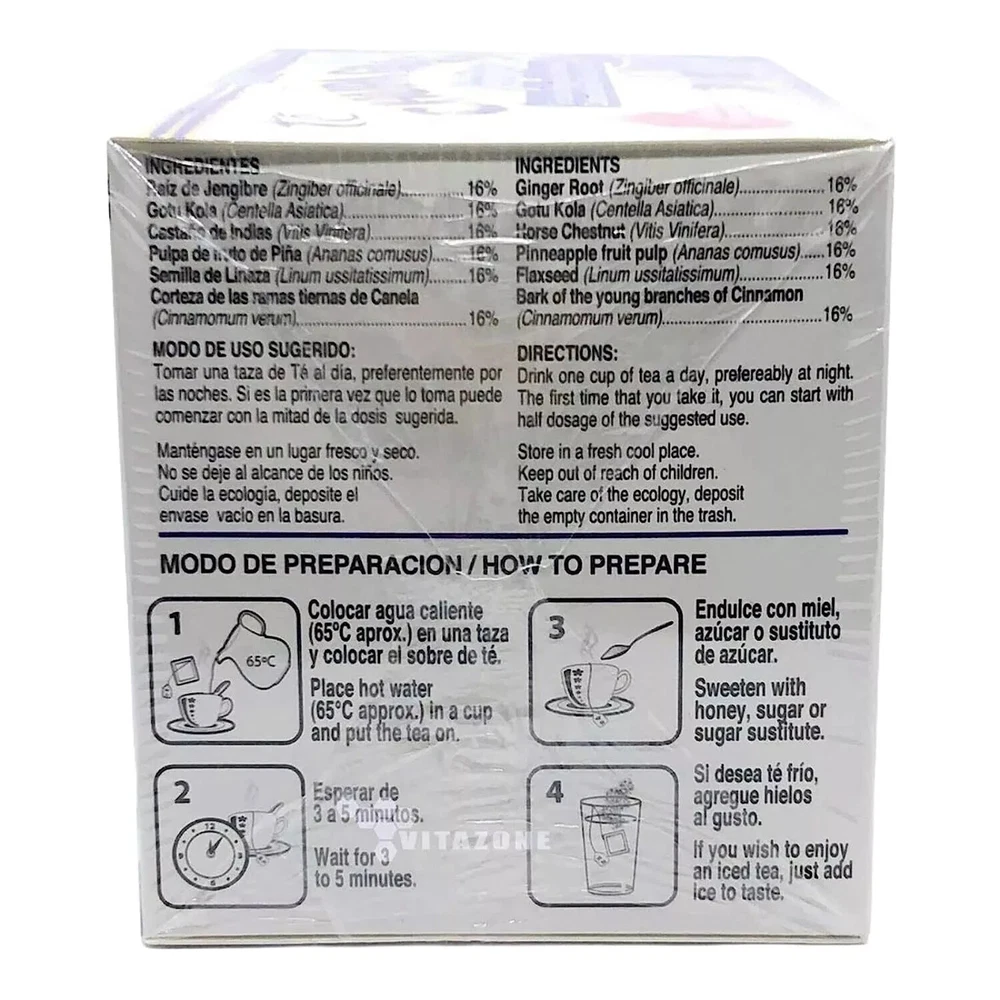 INGREDIENTES
Raíz de Jengibre (Zingiber officinale)...............16%
Gotu Kola (Centella Asiatica)............................16%
Castaño de Indias (Vitis Vinifera).......................16%
Pulpa de fruto de Piña (Ananas comusus).....16%
Semilla de Linaza (Linum ussitatissimum).......16%
Corteza de las ramas tiernas de Canela
(Cinnamomum verum)......................................16%
MODO DE USO SUGERIDO:
Tomar una taza de Té al día, preferentemente por
las noches. Si es la primera vez que lo toma puede
comenzar con la mitad de la dosis sugerida.
Manténgase en un lugar fresco y seco.
No se deje al alcance de los niños.
Cuide la ecología, deposite el
envase vacío en la basura.
INGREDIENTS
Ginger Root (Zingiber officinale)....................16%
Gotu Kola (Centella Asiatica).........................16%
Horse Chestnut (Vitis Vinifera).......................16%
Pinneapple fruit pulp (Ananas comusus)......16%
Flaxseed (Linum ussitalissimum)....................16%
Bark of the young branches of Cinnamon
(Cinnamomum verum)......................................16%
DIRECTIONS:
Drink one cup of tea a day, prefereably at night.
The first time that you take it, you can start with
half dosage of the suggested use.
Store in a fresh cool place.
Keep out of reach of children.
Take care of the ecology, deposit
the empty container in the trash.
MODO DE PREPARACION / HOW TO PREPARE
1
65ºC
Colocar agua caliente
(65ºC aprox.) en una taza
y colocar el sobre de té.
Place hot water
(65ºC approx.) in a cup
and put the tea on.
2
12
Esperar de
3 a 5 minutos.
Wait for 3
to 5 minutes.
3
Endulce con miel,
azúcar o sustituto
de azúcar.
Sweeten with
honey, sugar or
sugar sustitute.
4
Si desea té frío,
agregue hielos
al gusto.
If you wish to enjoy
an iced tea, just add
ice to taste.
VITAZONE